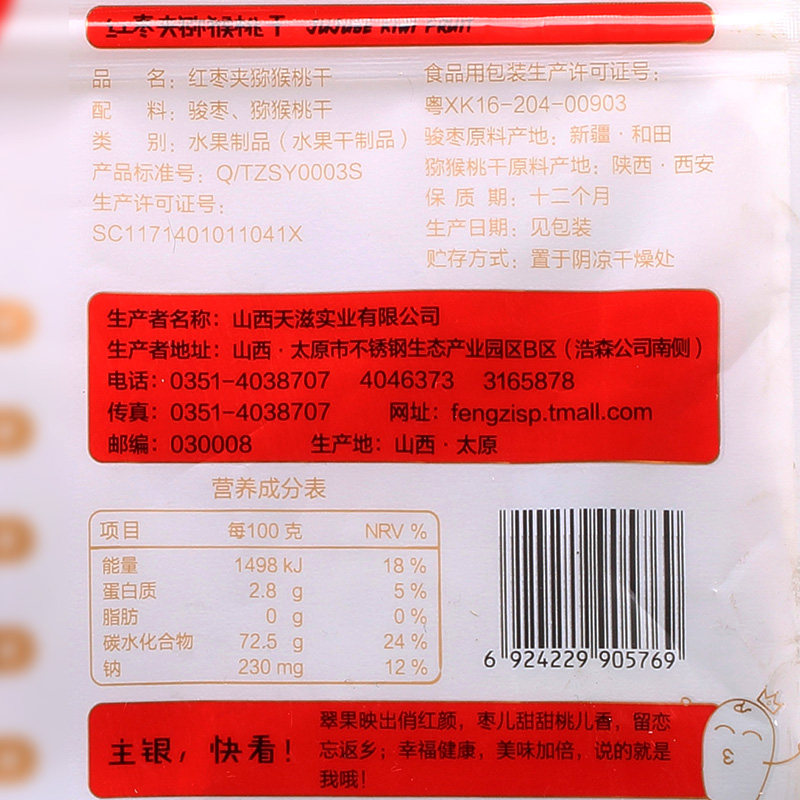 红枣夹猕猴桃干 JUJUBE KIWI FRUIT
品 名：红枣夹猕猴桃干
配 料：骏枣、猕猴桃干
类 别：水果制品（水果干制品）
产品标准号：Q/TZSY0003S
生产许可证号：
SC1171401011041X
食品用包装生产许可证号：
粤XK16-204-00903
骏枣原料产地：新疆·和田
猕猴桃干原料产地：陕西·西安
保 质 期：十二个月
生产日期：见包装
贮存方式：置于阴凉干燥处
生产者名称：山西天滋实业有限公司
生产者地址：山西·太原市不锈钢生态产业园区B区（浩森公司南侧）
电话：0351-4038707 4046373 3165878
传真：0351-4038707 网址：fengzisp.tmall.com
邮编：030008 生产地：山西·太原
营养成分表
项目 每100克 NRV %
能量 1498 kJ 18 %
蛋白质 2.8 g 5 %
脂肪 0 g 0 %
碳水化合物 72.5 g 24 %
钠 230 mg 12 %
6 924229 905769
主银，快看！
翠果映出俏红颜，枣儿甜甜桃儿香，留恋
忘返乡；幸福健康，美味加倍，说的就是
我哦！